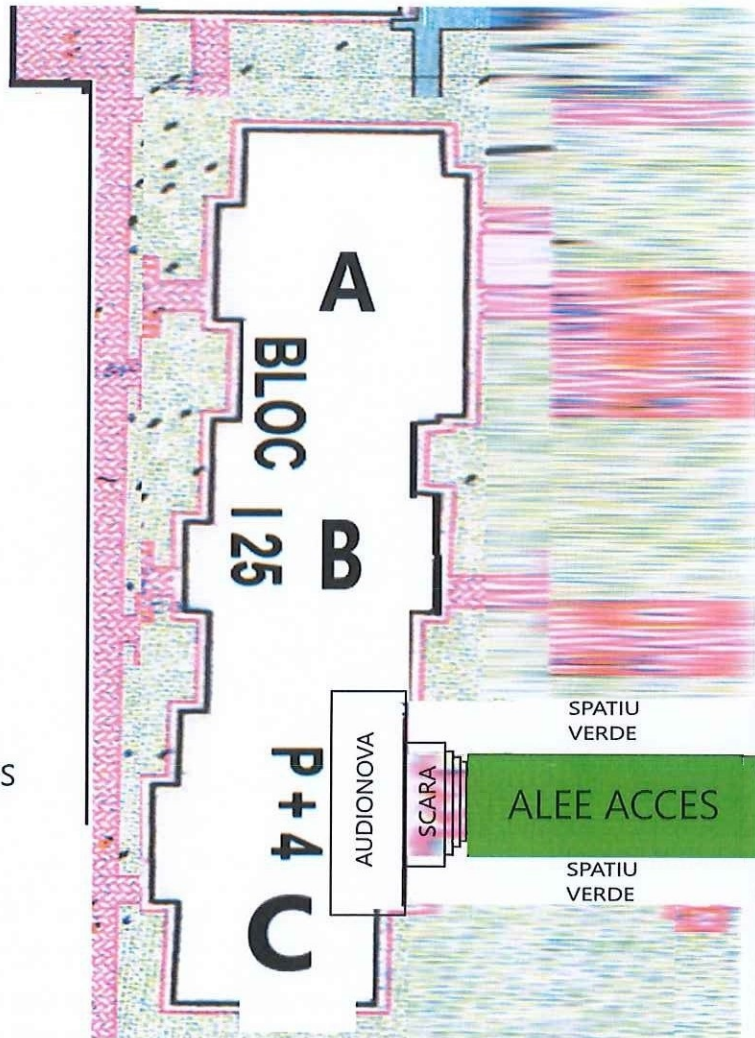 A
BLOC I 25
B
SPATIU
VERDE
S
P+4
AUDIONOVA
SCARA
ALEE ACCES
SPATIU
VERDE
C